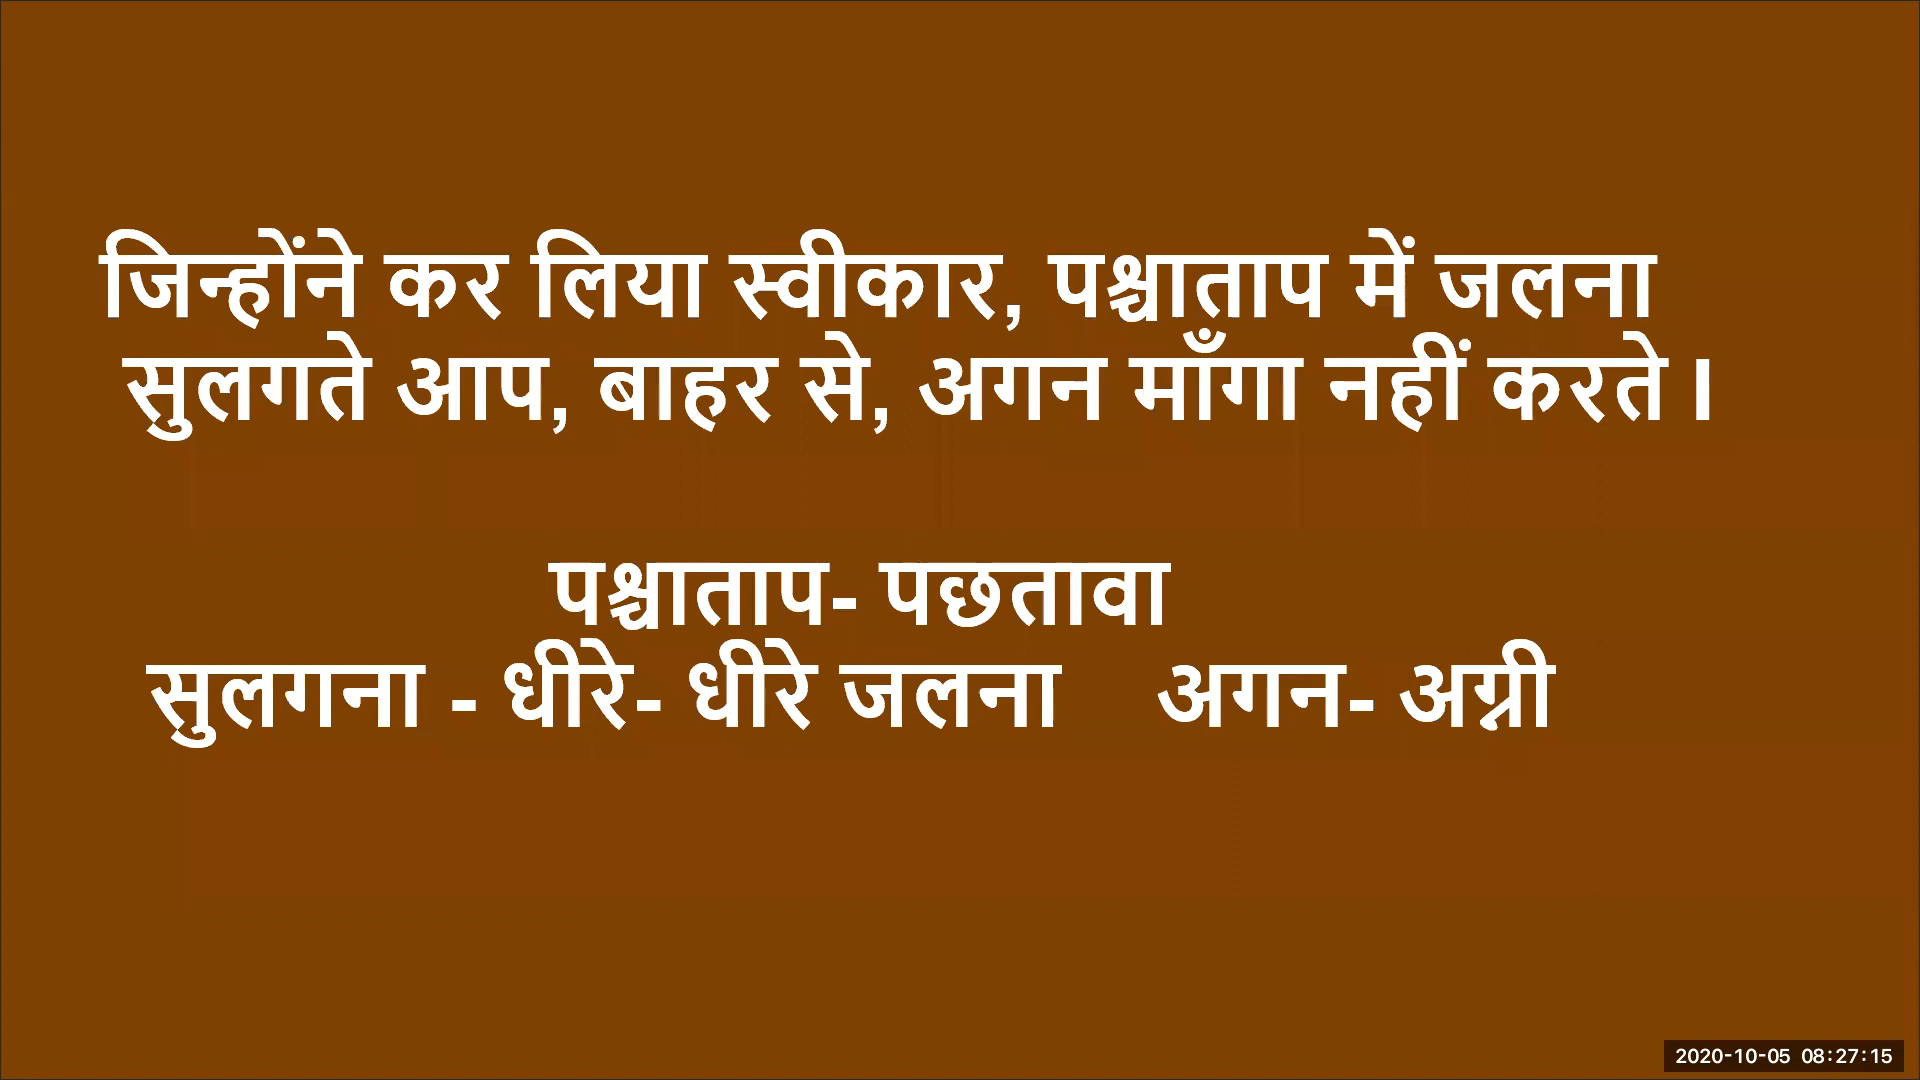 जिन्होंने कर लिया स्वीकार, पश्चाताप में जलना
सुलगते आप, बाहर से, अगन माँगा नहीं करते ।
पश्चाताप- पछतावा
सुलगना - धीरे- धीरे जलना अगन- अग्नी
2020-10-05 08:27:15